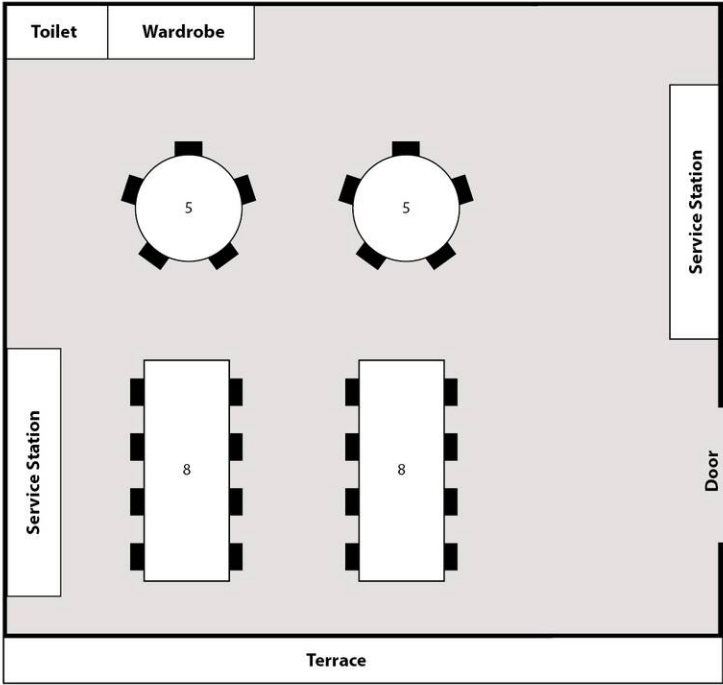 Toilet
Wardrobe
Service Station
5
5
Service Station
8
8
Door
Terrace